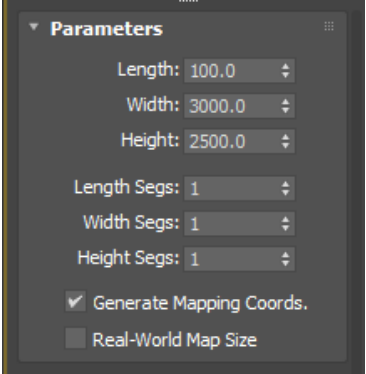 Parameters
Length: 100.0
Width: 3000.0
Height: 2500.0
Length Segs: 1
Width Segs: 1
Height Segs: 1
Generate Mapping Coords.
Real-World Map Size